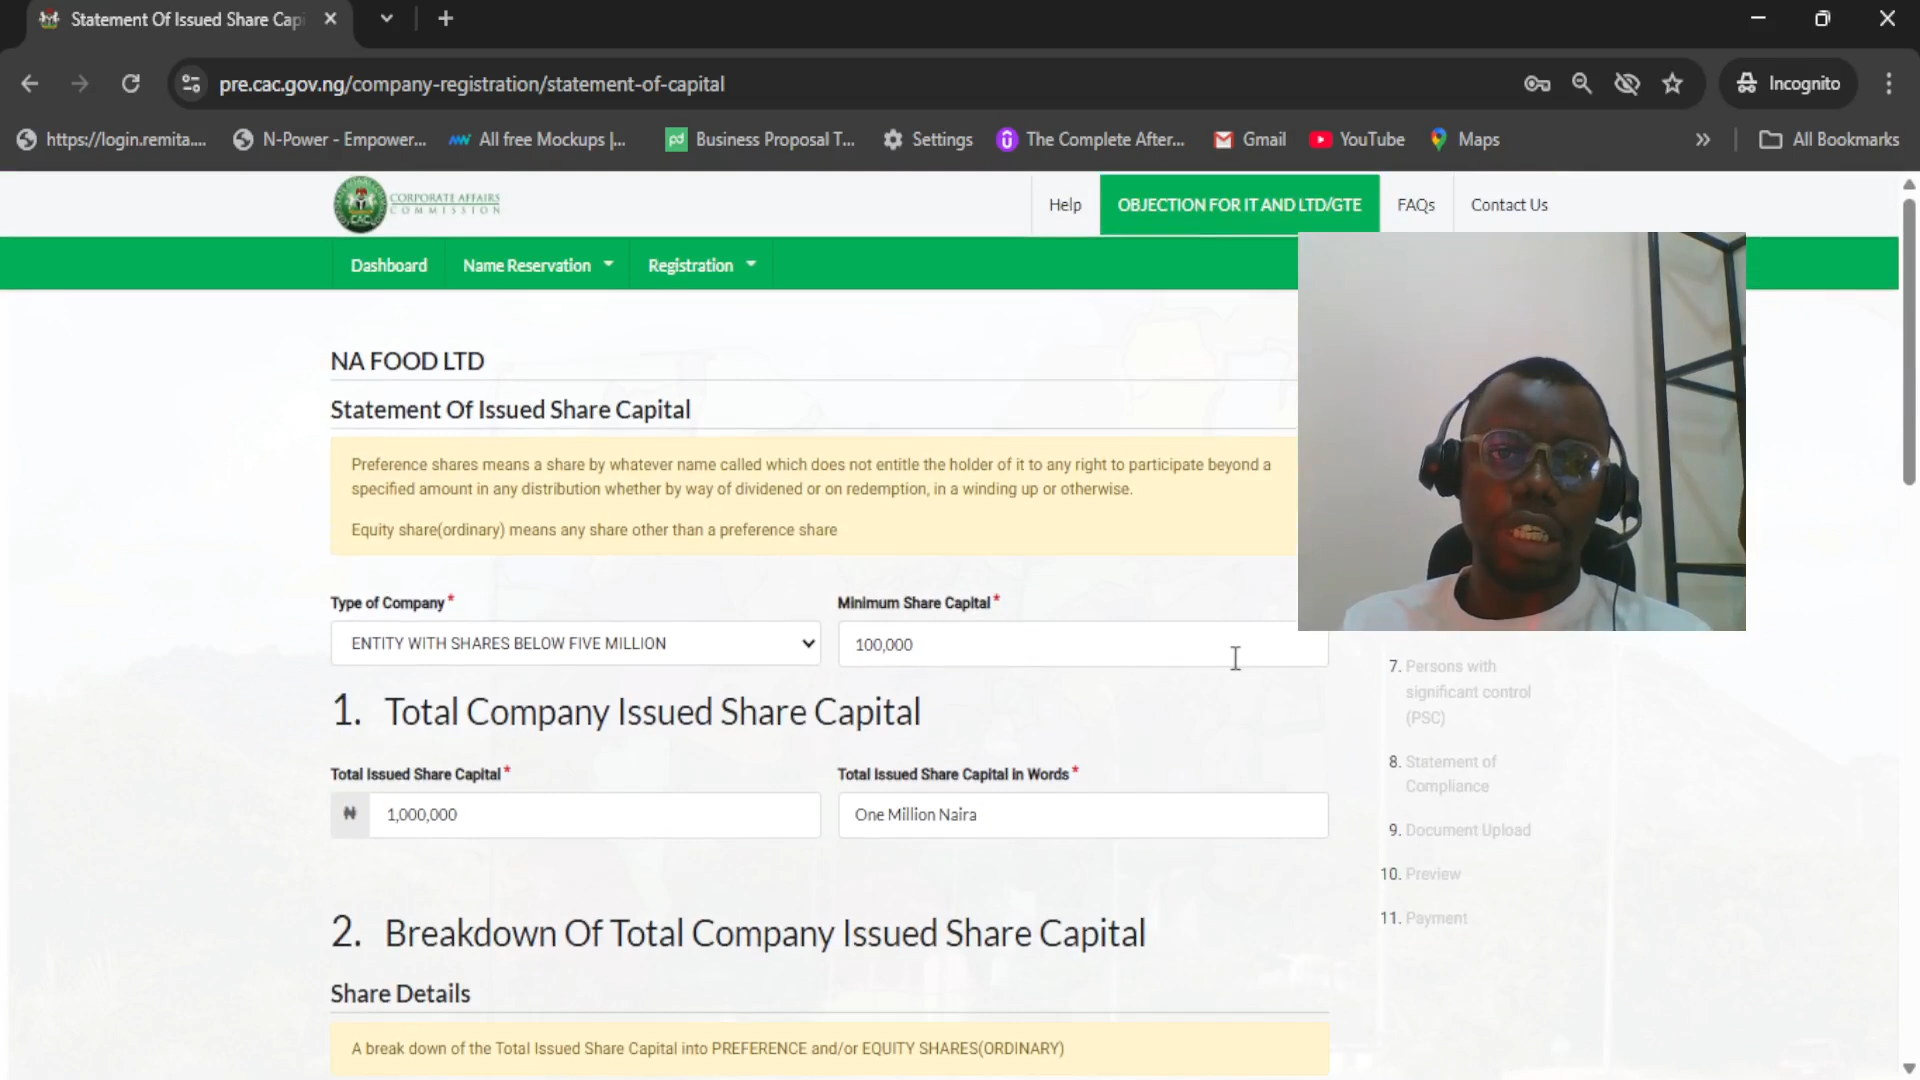 Statement Of Issued Share Cap
pre.cac.gov.ng/company-registration/statement-of-capital
Incognito
https://login.remita....
N-Power - Empower...
All free Mockups |...
pd
Business Proposal T...
Settings
The Complete After...
Gmail
YouTube
Maps
All Bookmarks
CAC
CORPORATE AFFAIRS
COMMISSION
Help
OBJECTION FOR IT AND LTD/GTE
FAQs
Contact Us
Dashboard
Name Reservation
Registration
NA FOOD LTD
Statement Of Issued Share Capital
Preference shares means a share by whatever name called which does not entitle the holder of it to any right to participate beyond a
specified amount in any distribution whether by way of dividened or on redemption, in a winding up or otherwise.
Equity share(ordinary) means any share other than a preference share
Type of Company*
Minimum Share Capital*
ENTITY WITH SHARES BELOW FIVE MILLION
100,000
1. Total Company Issued Share Capital
Total Issued Share Capital*
Total Issued Share Capital in Words*
₦ 1,000,000
One Million Naira
2. Breakdown Of Total Company Issued Share Capital
Share Details
A break down of the Total Issued Share Capital into PREFERENCE and/or EQUITY SHARES(ORDINARY)
7. Persons with
significant control
(PSC)
8. Statement of
Compliance
9. Document Upload
10. Preview
11. Payment